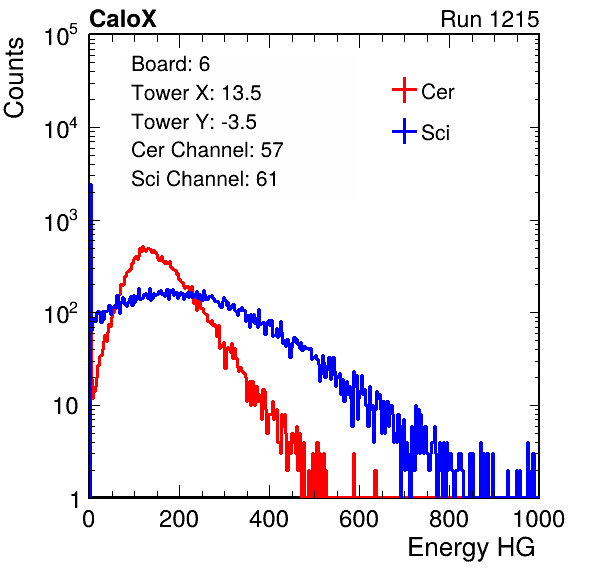 CaloX Run 1215
10^5
Counts
Board: 6
Tower X: 13.5
Tower Y: -3.5
Cer Channel: 57
Sci Channel: 61
Cer
Sci
10^4
10^3
10^2
10
1
0 200 400 600 800 1000
Energy HG